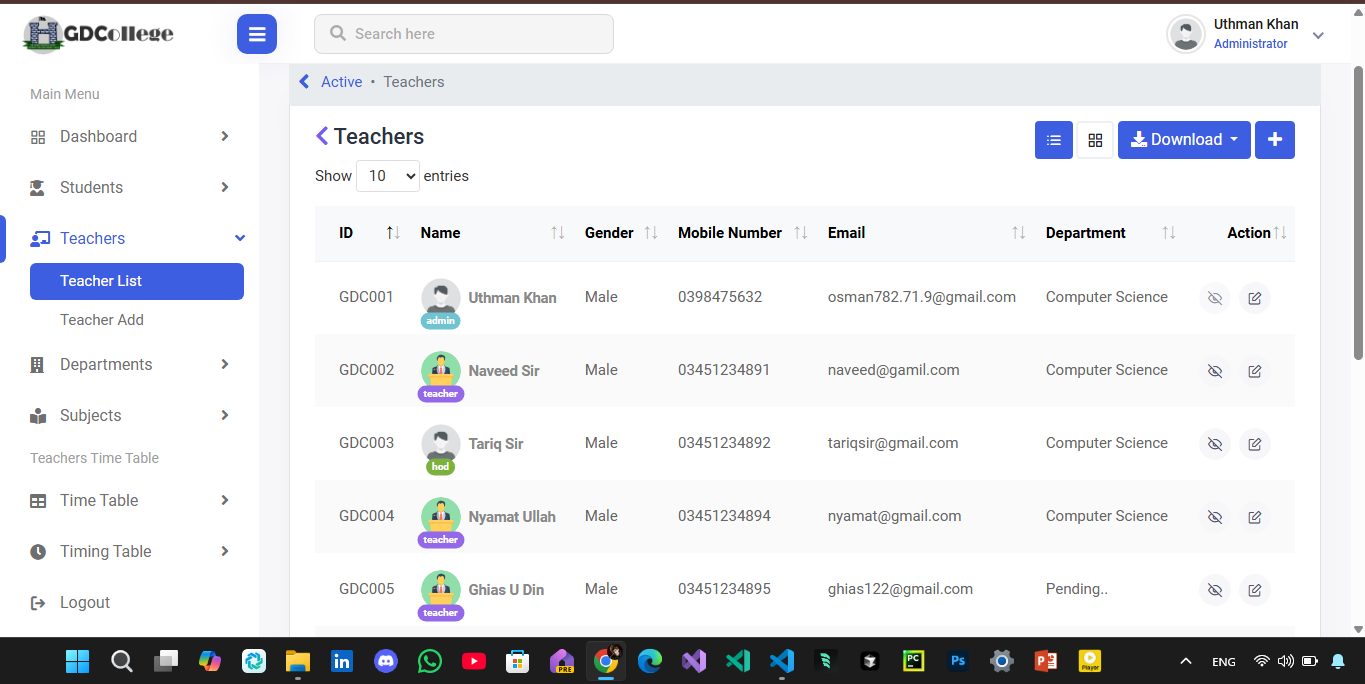 GDCollege
Search here
Uthman Khan
Administrator
Main Menu
Dashboard
Students
Teachers
Teacher List
Teacher Add
Departments
Subjects
Teachers Time Table
Time Table
Timing Table
Logout
Active • Teachers
Teachers
Download
Show 10 entries
ID Name Gender Mobile Number Email Department Action
GDC001 Uthman Khan Male 0398475632 osman782.71.9@gmail.com Computer Science
admin
GDC002 Naveed Sir Male 03451234891 naveed@gamil.com Computer Science
teacher
GDC003 Tariq Sir Male 03451234892 tariqsir@gmail.com Computer Science
hod
GDC004 Nyamat Ullah Male 03451234894 nyamat@gmail.com Computer Science
teacher
GDC005 Ghias U Din Male 03451234895 ghias122@gmail.com Pending..
teacher
in PRE PC Ps P Player ENG